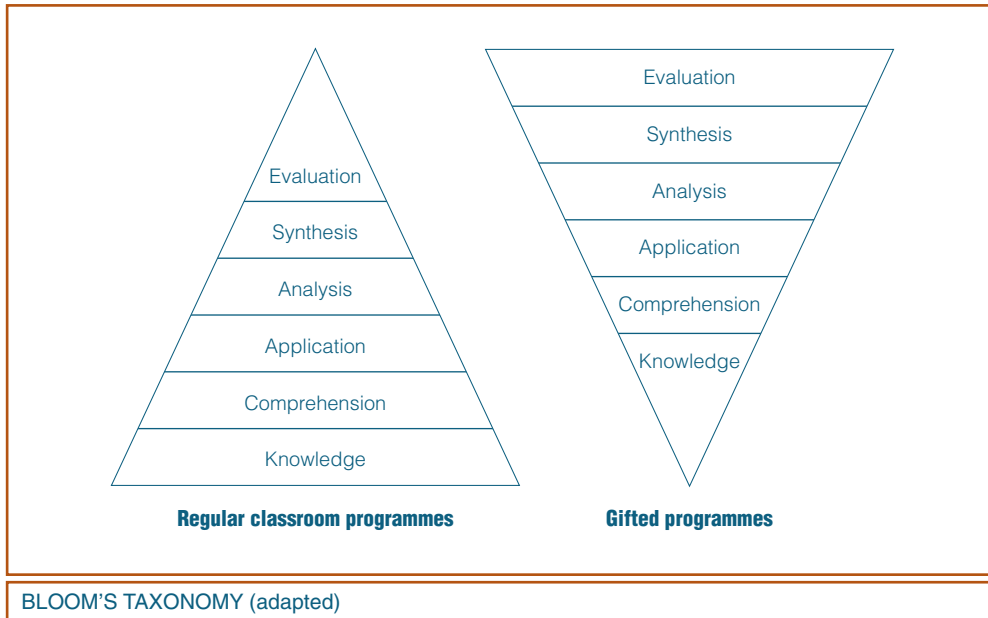 Evaluation
Synthesis
Analysis
Application
Comprehension
Knowledge
Regular classroom programmes
Evaluation
Synthesis
Analysis
Application
Comprehension
Knowledge
Gifted programmes
BLOOM'S TAXONOMY (adapted)